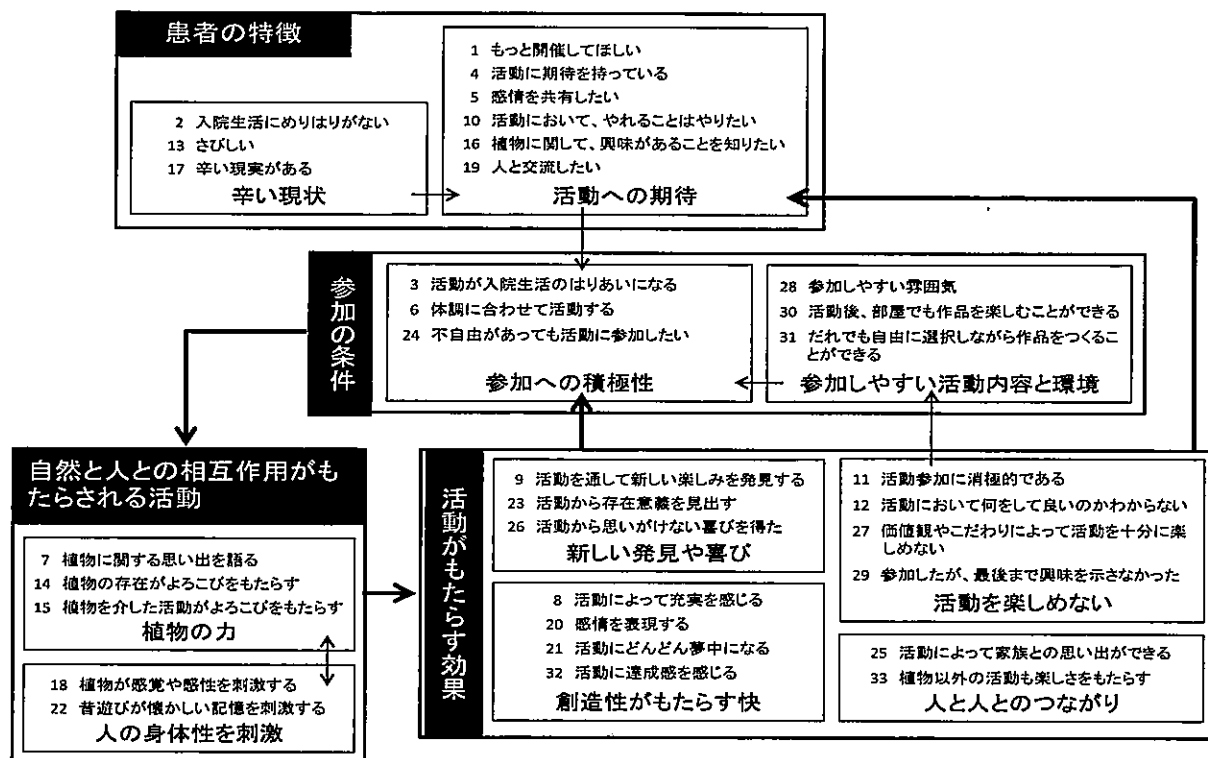 患者の特徴
2 入院生活にめりはりがない
13 さびしい
17 辛い現実がある
辛い現状
1 もっと開催してほしい
4 活動に期待を持っている
5 感情を共有したい
10 活動において、やれることはやりたい
16 植物に関して、興味があることを知りたい
19 人と交流したい
活動への期待
参加の条件
3 活動が入院生活のはりあいになる
6 体調に合わせて活動する
24 不自由があっても活動に参加したい
参加への積極性
28 参加しやすい雰囲気
30 活動後、部屋でも作品を楽しむことができる
31 だれでも自由に選択しながら作品をつくるこ
とができる
参加しやすい活動内容と環境
自然と人との相互作用がも
たらされる活動
7 植物に関する思い出を語る
14 植物の存在がよろこびをもたらす
15 植物を介した活動がよろこびをもたらす
植物の力
18 植物が感覚や感性を刺激する
22 昔遊びが懐かしい記憶を刺激する
人の身体性を刺激
活動がもたらす効果
9 活動を通して新しい楽しみを発見する
23 活動から存在意義を見出す
26 活動から思いがけない喜びを得た
新しい発見や喜び
8 活動によって充実を感じる
20 感情を表現する
21 活動にどんどん夢中になる
32 活動に達成感を感じる
創造性がもたらす快
11 活動参加に消極的である
12 活動において何をして良いのかわからない
27 価値観やこだわりによって活動を十分に楽
しめない
29 参加したが、最後まで興味を示さなかった
活動を楽しめない
25 活動によって家族との思い出ができる
33 植物以外の活動も楽しさをもたらす
人と人とのつながり